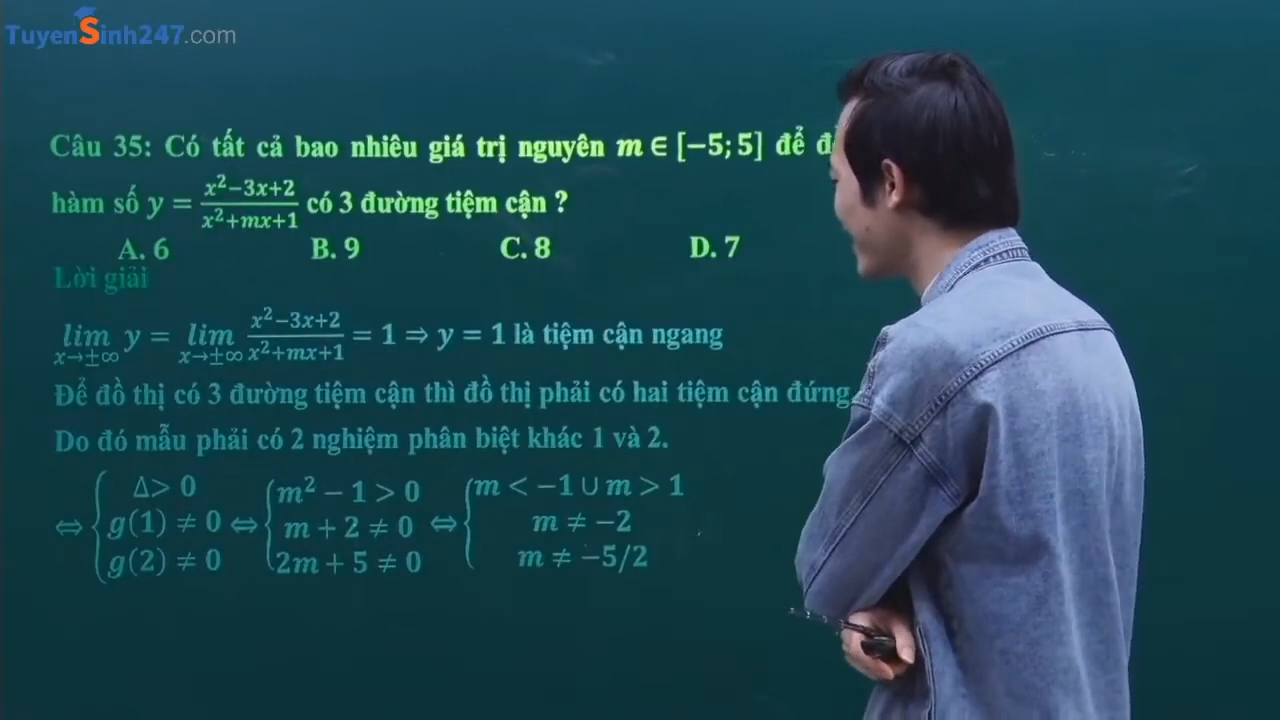 TuyenSinh247.com
Câu 35: Có tất cả bao nhiêu giá trị nguyên m ∈ [−5; 5] để
hàm số y = \frac{x²−3x+2}{x²+mx+1} có 3 đường tiệm cận ?
A. 6 B. 9 C. 8 D. 7
Lời giải
\lim_{x→±∞} y = \lim_{x→±∞} \frac{x²−3x+2}{x²+mx+1} = 1 ⇒ y = 1 là tiệm cận ngang
Để đồ thị có 3 đường tiệm cận thì đồ thị phải có hai tiệm cận đứng.
Do đó mẫu phải có 2 nghiệm phân biệt khác 1 và 2.
⇔ { Δ> 0 ; g(1) ≠ 0 ; g(2) ≠ 0 ⇔ { m² − 1 > 0 ; m + 2 ≠ 0 ; 2m + 5 ≠ 0 ⇔ { m < −1 ∪ m > 1 ; m ≠ −2 ; m ≠ −5/2